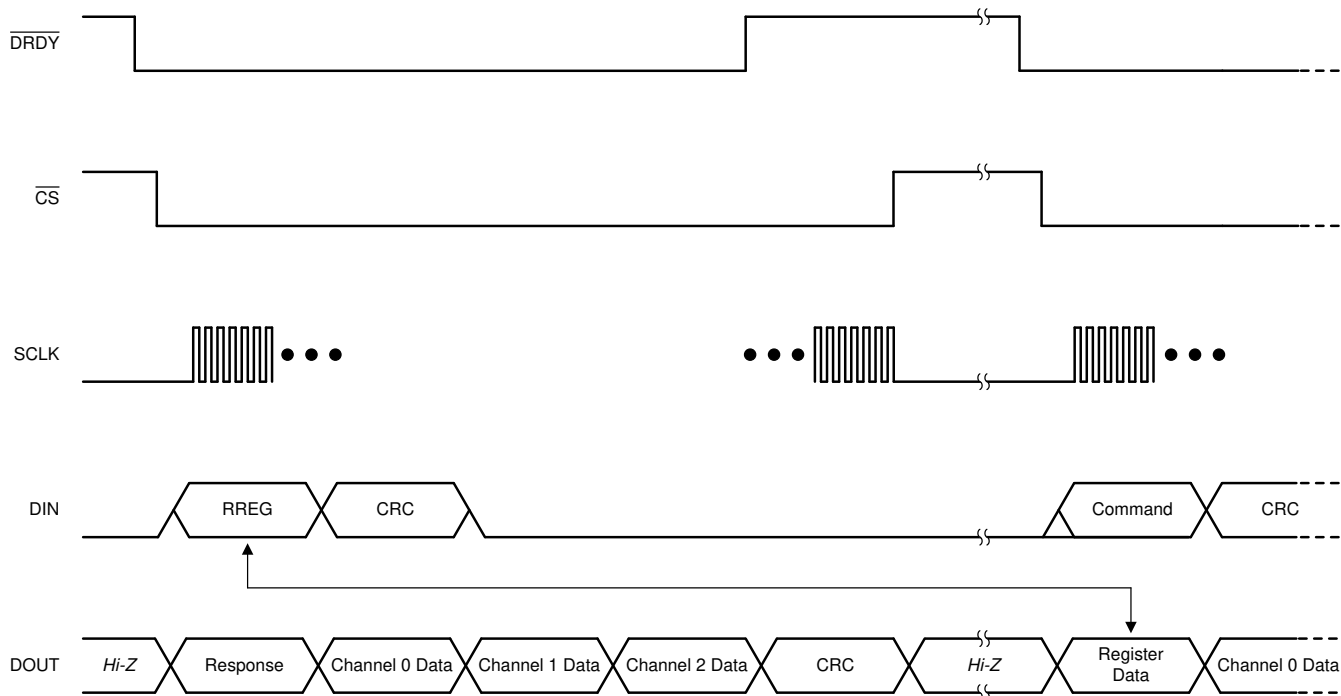 DRDY
CS
SCLK
DIN
RREG
CRC
Command
CRC
DOUT
Hi-Z
Response
Channel 0 Data
Channel 1 Data
Channel 2 Data
CRC
Hi-Z
Register
Data
Channel 0 Data